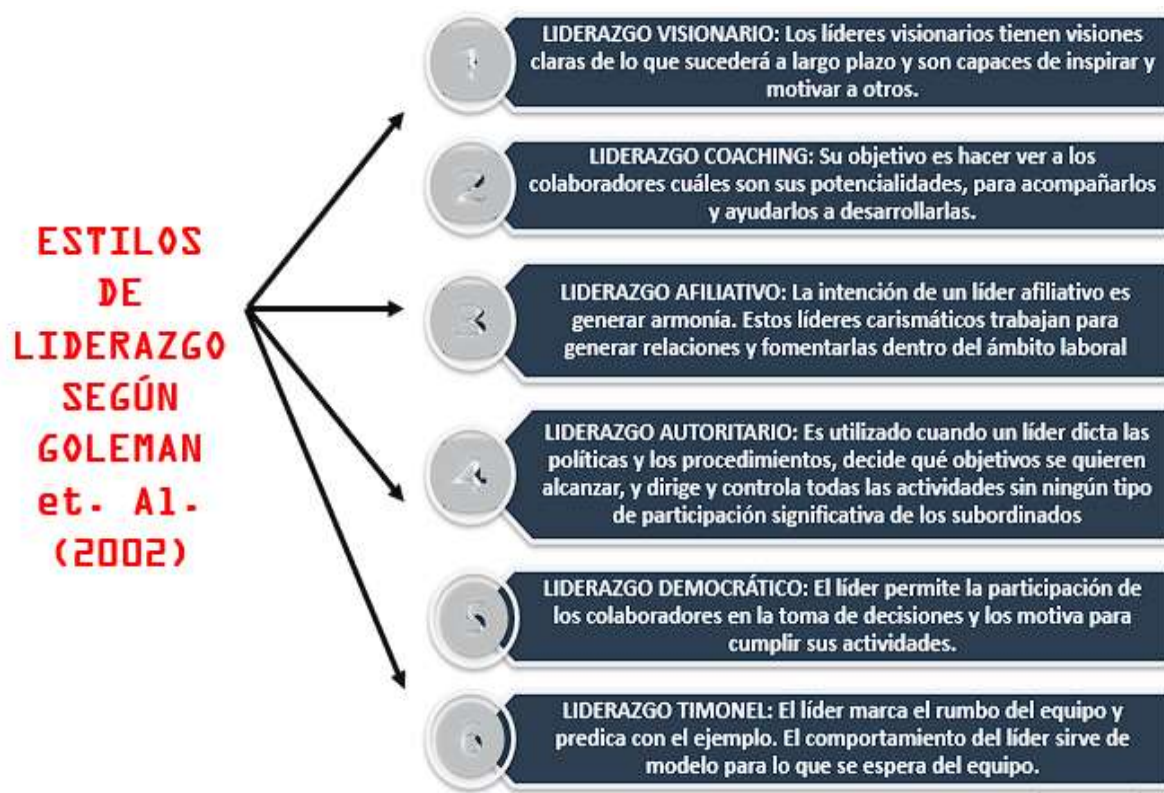 ESTILOS
DE
LIDERAZGO
SEGÚN
GOLEMAN
et. Al.
(2002)
1
LIDERAZGO VISIONARIO: Los líderes visionarios tienen visiones
claras de lo que sucederá a largo plazo y son capaces de inspirar y
motivar a otros.
2
LIDERAZGO COACHING: Su objetivo es hacer ver a los
colaboradores cuáles son sus potencialidades, para acompañarlos
y ayudarlos a desarrollarlas.
3
LIDERAZGO AFILIATIVO: La intención de un líder afiliativo es
generar armonía. Estos líderes carismáticos trabajan para
generar relaciones y fomentarlas dentro del ámbito laboral
4
LIDERAZGO AUTORITARIO: Es utilizado cuando un líder dicta las
políticas y los procedimientos, decide qué objetivos se quieren
alcanzar, y dirige y controla todas las actividades sin ningún tipo
de participación significativa de los subordinados
5
LIDERAZGO DEMOCRÁTICO: El líder permite la participación de
los colaboradores en la toma de decisiones y los motiva para
cumplir sus actividades.
6
LIDERAZGO TIMONEL: El líder marca el rumbo del equipo y
predica con el ejemplo. El comportamiento del líder sirve de
modelo para lo que se espera del equipo.